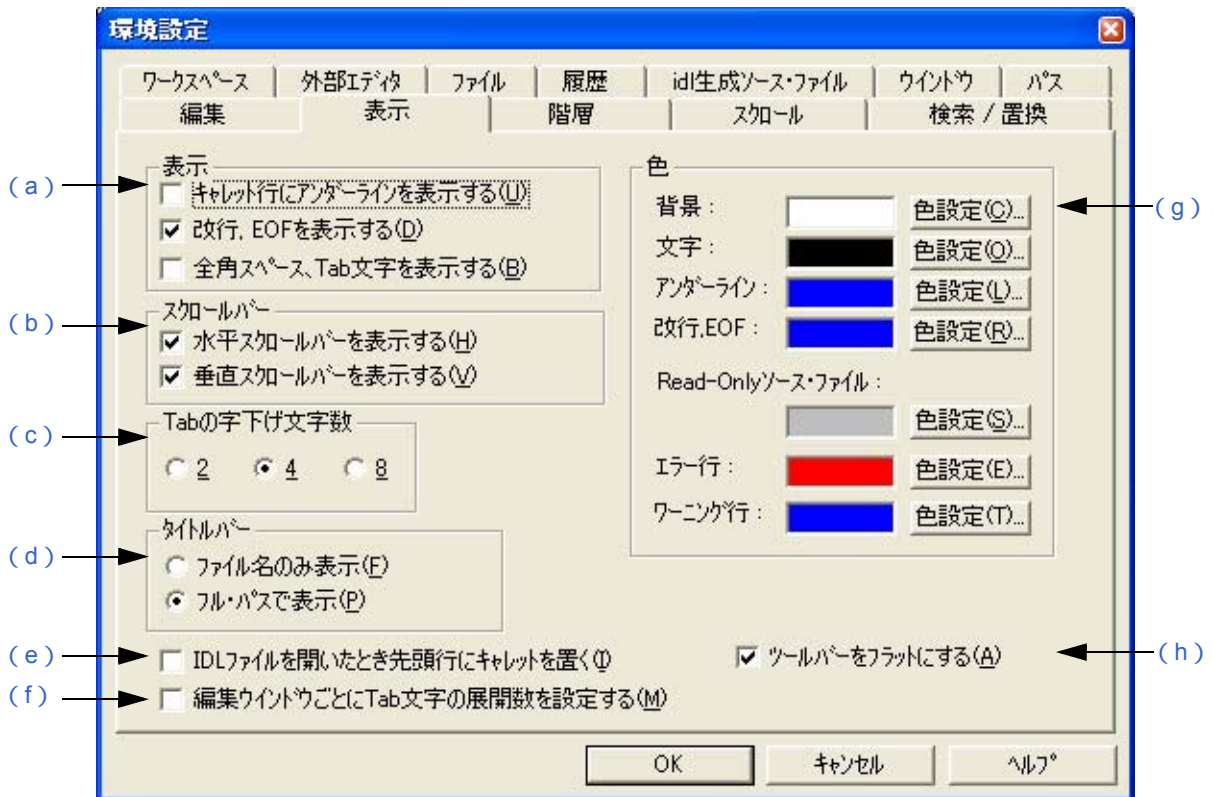 環境設定
ワークスペース 外部エディタ ファイル 履歴 idl生成ソース・ファイル ウインドウ パス
編集 表示 階層 スクロール 検索 / 置換
表示
(a)
キャレット行にアンダーラインを表示する(U)
改行, EOFを表示する(D)
全角スペース、Tab文字を表示する(B)
スクロールバー
(b)
水平スクロールバーを表示する(H)
垂直スクロールバーを表示する(V)
Tabの字下げ文字数
(c)
2 4 8
タイトルバー
(d)
ファイル名のみ表示(F)
フル・パスで表示(P)
(e)
IDLファイルを開いたとき先頭行にキャレットを置く(I)
(f)
編集ウインドウごとにTab文字の展開数を設定する(M)
色
背景 : 色設定(C)...
(g)
文字 : 色設定(O)...
アンダーライン : 色設定(L)...
改行,EOF : 色設定(R)...
Read-Onlyソース・ファイル :
色設定(S)...
エラー行 : 色設定(E)...
ワーニング行 : 色設定(T)...
ツールバーをフラットにする(A)
(h)
OK キャンセル ヘルプ